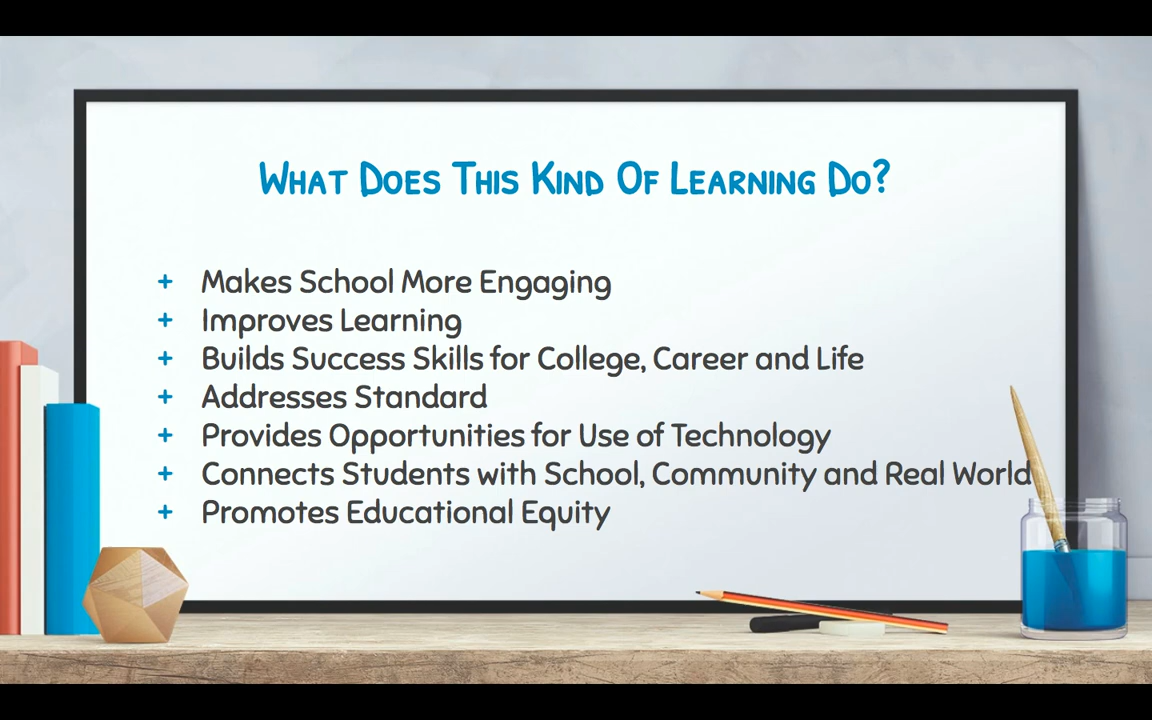 What Does This Kind Of Learning Do?
+ Makes School More Engaging
+ Improves Learning
+ Builds Success Skills for College, Career and Life
+ Addresses Standard
+ Provides Opportunities for Use of Technology
+ Connects Students with School, Community and Real World
+ Promotes Educational Equity